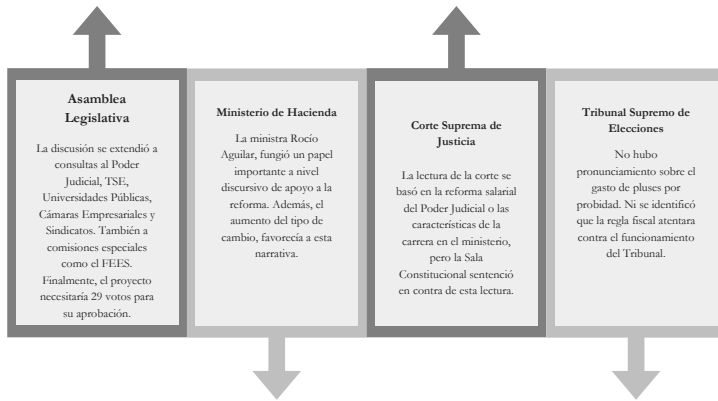 Asamblea
Legislativa
La discusión se extendió a
consultas al Poder
Judicial, TSE,
Universidades Públicas,
Cámaras Empresariales y
Sindicatos. También a
comisiones especiales
como el FEES.
Finalmente, el proyecto
necesitaría 29 votos para
su aprobación.
Ministerio de Hacienda
La ministra Rocío
Aguilar, fungió un papel
importante a nivel
discursivo de apoyo a la
reforma. Además, el
aumento del tipo de
cambio, favorecía a esta
narrativa.
Corte Suprema de
Justicia
La lectura de la corte se
basó en la reforma salarial
del Poder Judicial o las
características de la
carrera en el ministerio,
pero la Sala
Constitucional sentenció
en contra de esta lectura.
Tribunal Supremo de
Elecciones
No hubo
pronunciamiento sobre el
gasto de pluses por
probidad. Ni se identificó
que la regla fiscal atentara
contra el funcionamiento
del Tribunal.